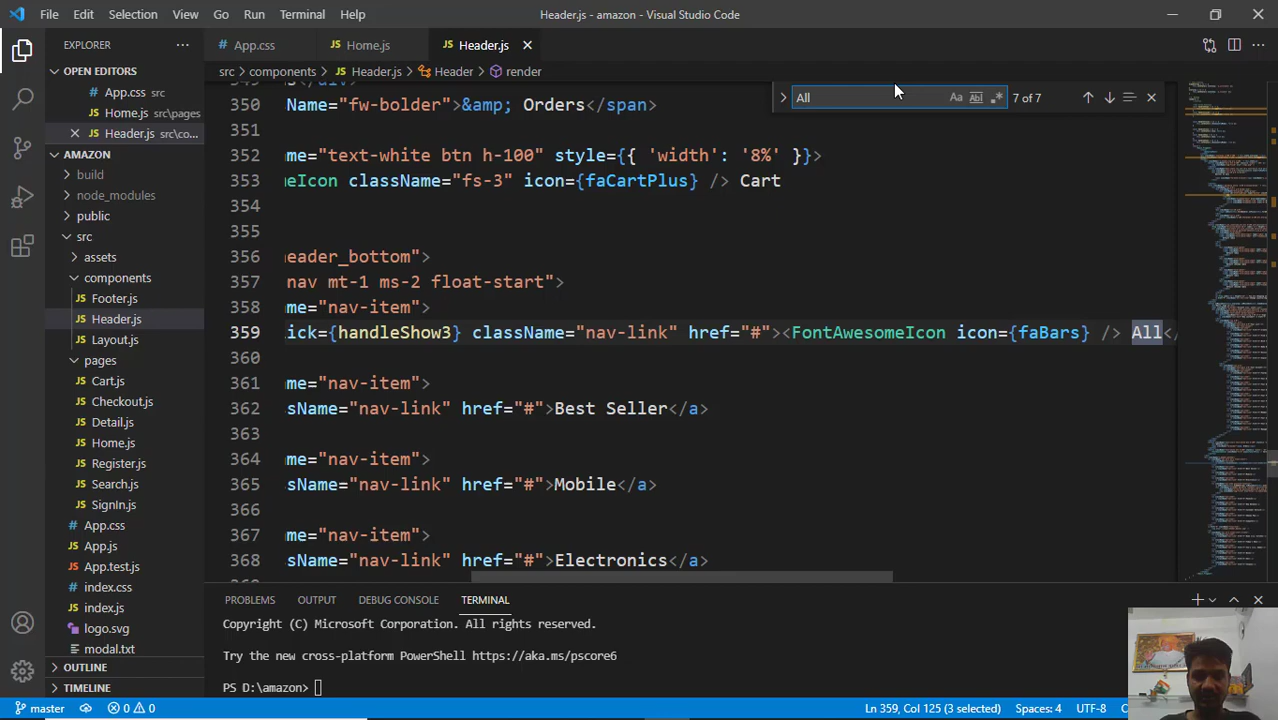 File Edit Selection View Go Run Terminal Help Header.js - amazon - Visual Studio Code
EXPLORER
App.css Home.js Header.js
src components Header.js Header render
OPEN EDITORS
App.css src
Home.js src\pages
Header.js src\co...
AMAZON
build
node_modules
public
src
assets
components
Footer.js
Header.js
Layout.js
pages
Cart.js
Checkout.js
Detail.js
Home.js
Register.js
Search.js
SignIn.js
App.css
App.js
App.test.js
index.css
index.js
logo.svg
modal.txt
OUTLINE
TIMELINE
All Aa Ab .* 7 of 7
350 Name="fw-bolder">&amp; Orders</span>
351
352 me="text-white btn h-100" style={{ 'width': '8%' }}>
353 meIcon className="fs-3" icon={faCartPlus} /> Cart
354
355
356 eader_bottom">
357 nav mt-1 ms-2 float-start">
358 me="nav-item">
359 ick={handleShow3} className="nav-link" href="#"><FontAwesomeIcon icon={faBars} /> All</
360
361 me="nav-item">
362 sName="nav-link" href="#">Best Seller</a>
363
364 me="nav-item">
365 sName="nav-link" href="#">Mobile</a>
366
367 me="nav-item">
368 sName="nav-link" href="#">Electronics</a>
PROBLEMS OUTPUT DEBUG CONSOLE TERMINAL
Copyright (C) Microsoft Corporation. All rights reserved.
Try the new cross-platform PowerShell https://aka.ms/pscore6
PS D:\amazon>
master 0 0 Ln 359, Col 125 (3 selected) Spaces: 4 UTF-8